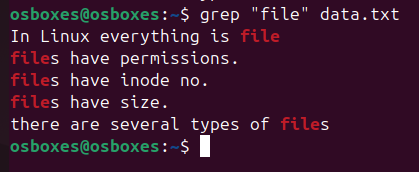 osboxes@osboxes:~$ grep "file" data.txt
In Linux everything is file
files have permissions.
files have inode no.
files have size.
there are several types of files
osboxes@osboxes:~$